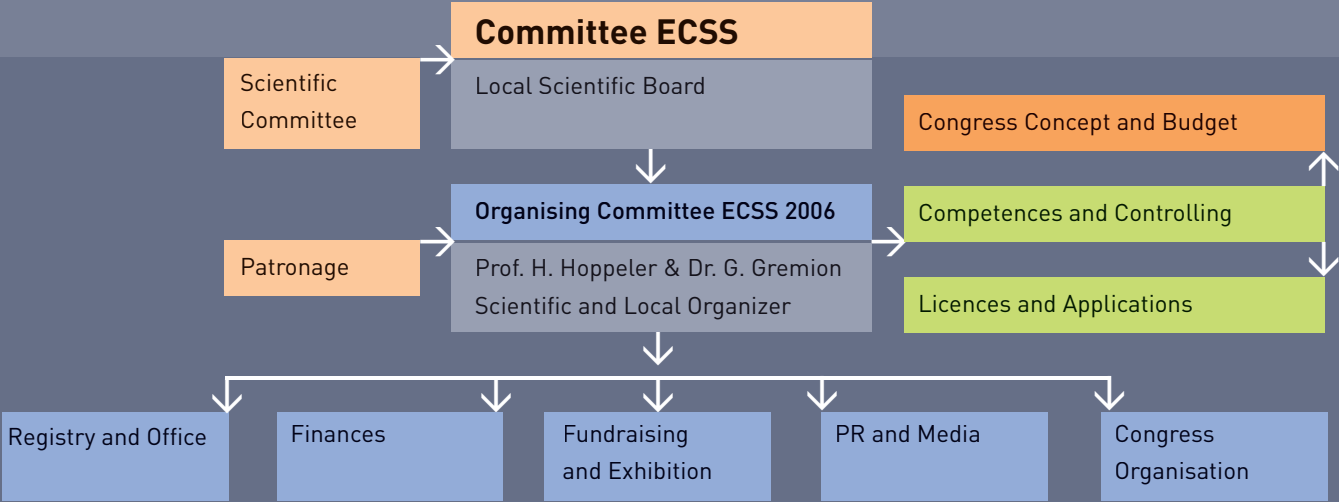 Committee ECSS
Scientific
Committee
Local Scientific Board
Congress Concept and Budget
Organising Committee ECSS 2006
Competences and Controlling
Patronage
Prof. H. Hoppeler & Dr. G. Gremion
Scientific and Local Organizer
Licences and Applications
Registry and Office
Finances
Fundraising
and Exhibition
PR and Media
Congress
Organisation